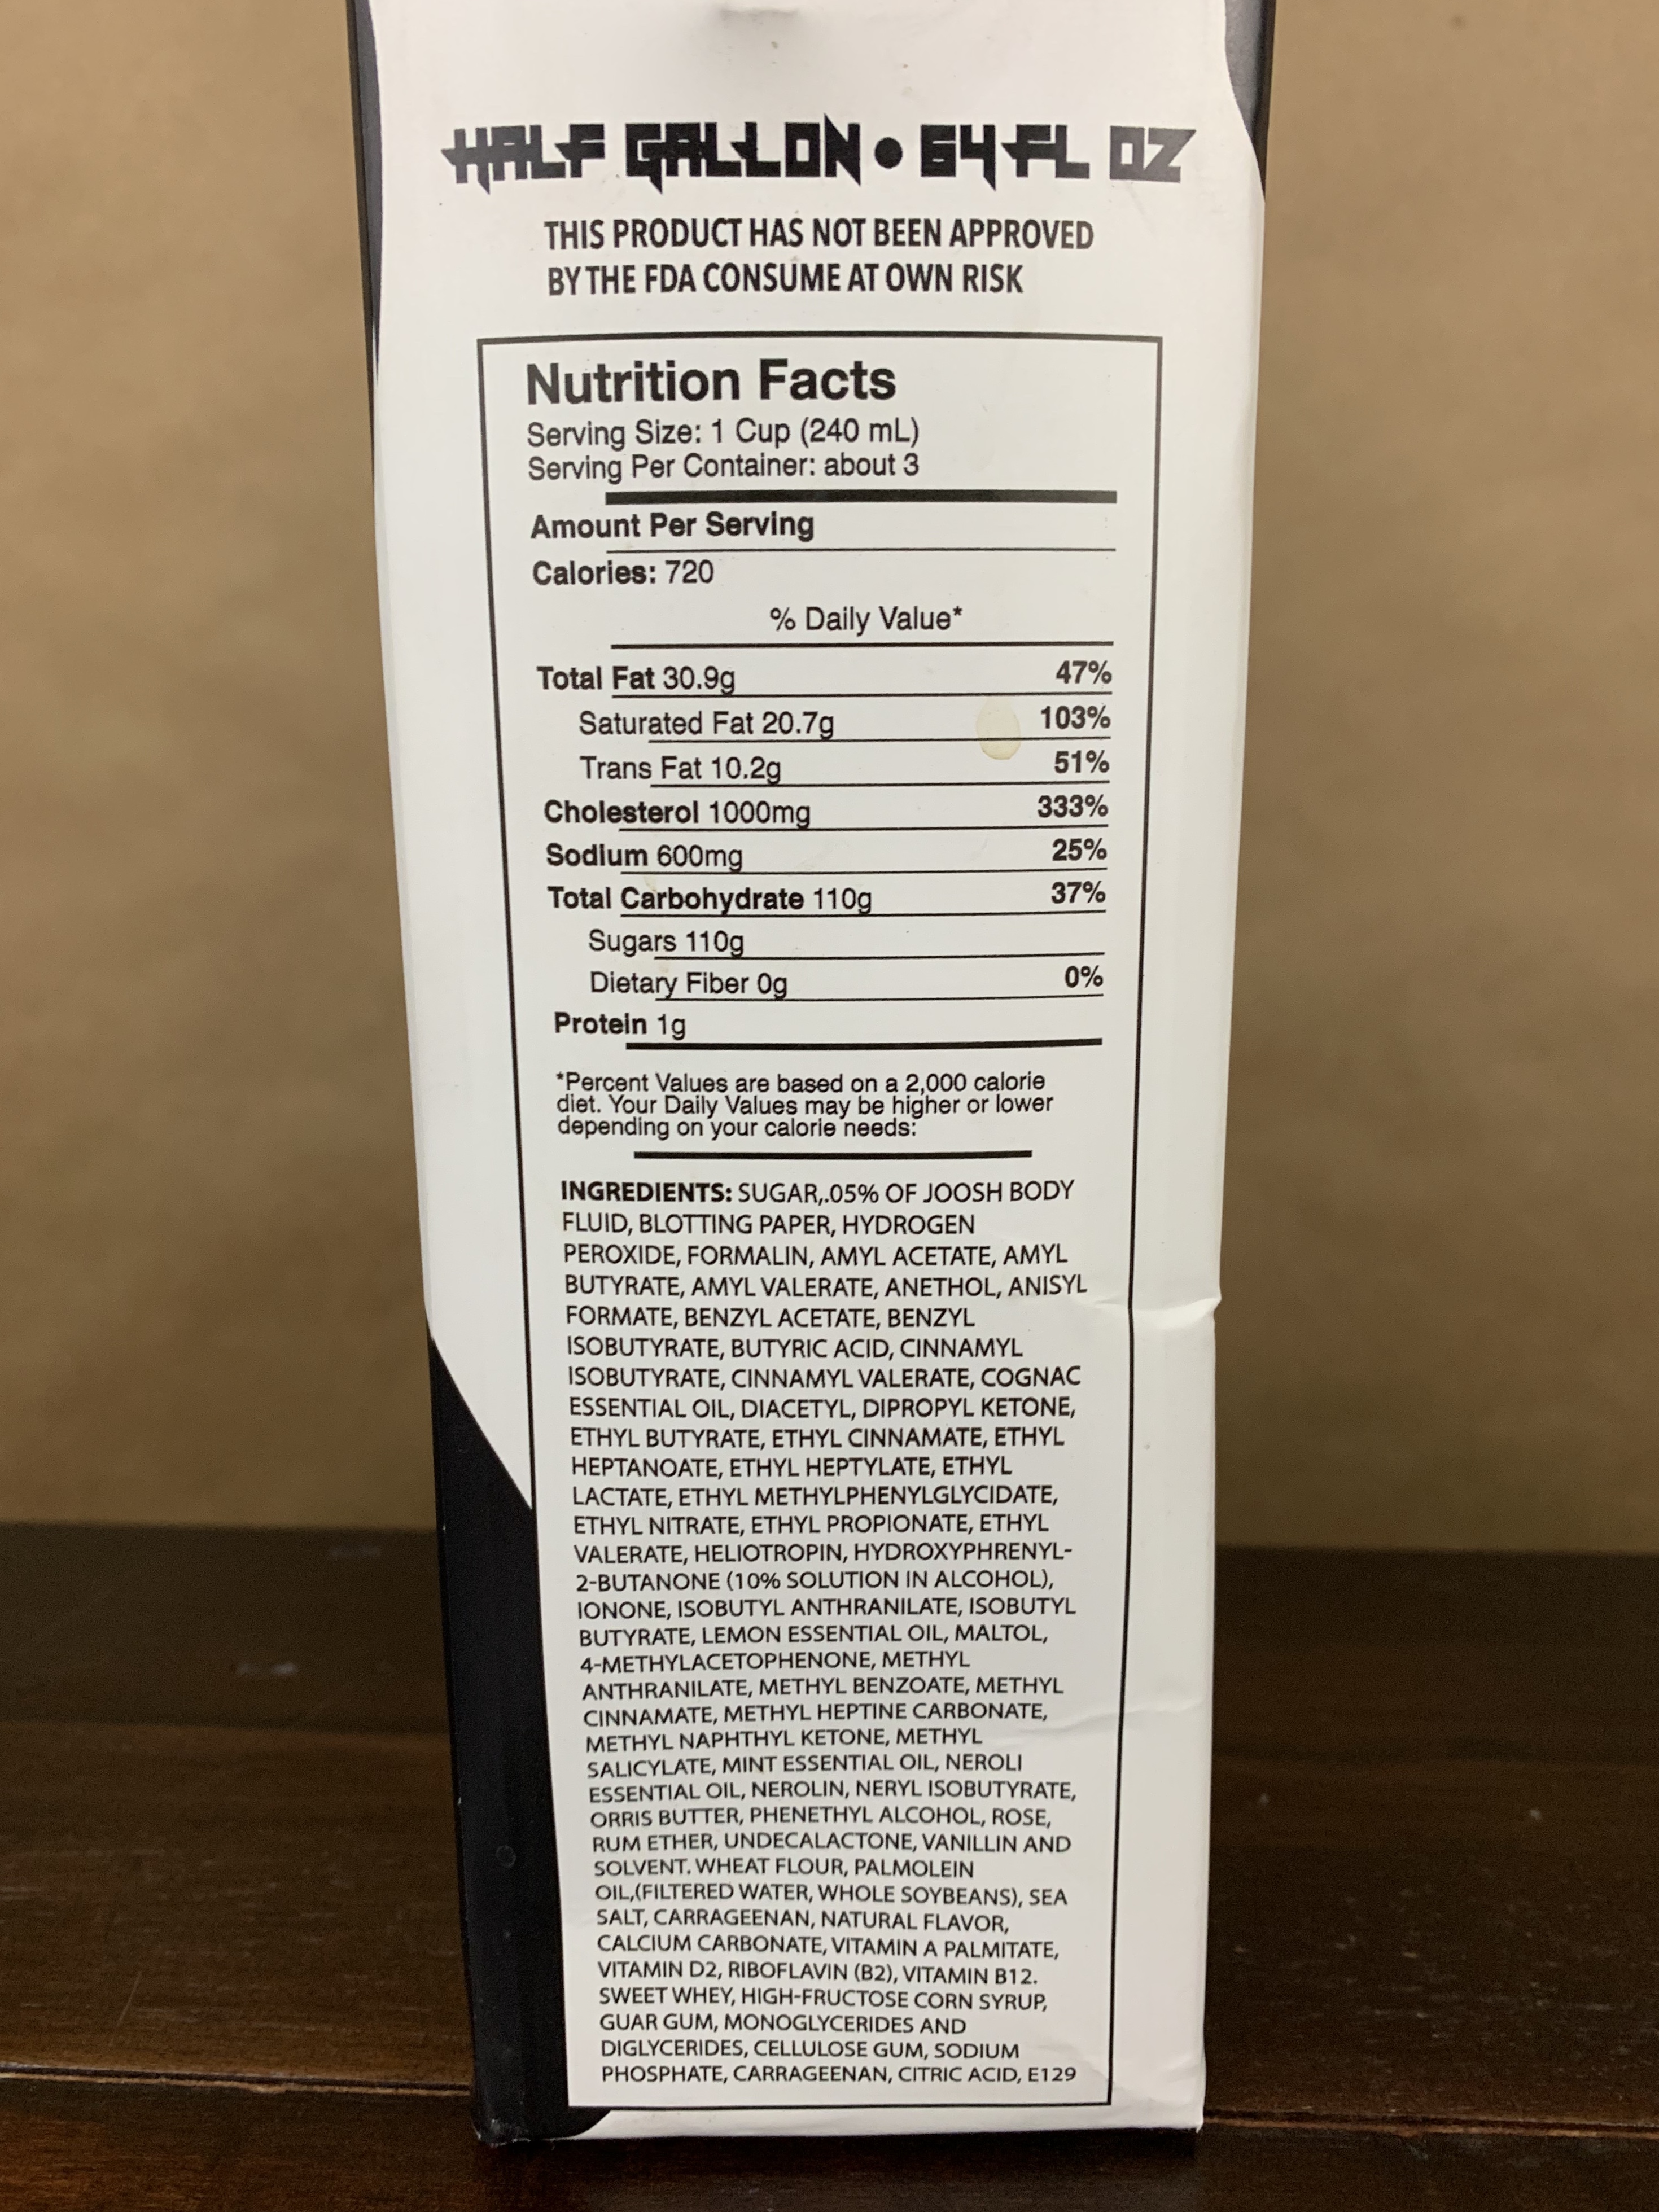 HALF GALLON • 64 FL OZ
THIS PRODUCT HAS NOT BEEN APPROVED
BY THE FDA CONSUME AT OWN RISK
Nutrition Facts
Serving Size: 1 Cup (240 mL)
Serving Per Container: about 3
Amount Per Serving
Calories: 720
% Daily Value*
Total Fat 30.9g 47%
Saturated Fat 20.7g 103%
Trans Fat 10.2g 51%
Cholesterol 1000mg 333%
Sodium 600mg 25%
Total Carbohydrate 110g 37%
Sugars 110g
Dietary Fiber 0g 0%
Protein 1g
*Percent Values are based on a 2,000 calorie
diet. Your Daily Values may be higher or lower
depending on your calorie needs:
INGREDIENTS: SUGAR,.05% OF JOOSH BODY
FLUID, BLOTTING PAPER, HYDROGEN
PEROXIDE, FORMALIN, AMYL ACETATE, AMYL
BUTYRATE, AMYL VALERATE, ANETHOL, ANISYL
FORMATE, BENZYL ACETATE, BENZYL
ISOBUTYRATE, BUTYRIC ACID, CINNAMYL
ISOBUTYRATE, CINNAMYL VALERATE, COGNAC
ESSENTIAL OIL, DIACETYL, DIPROPYL KETONE,
ETHYL BUTYRATE, ETHYL CINNAMATE, ETHYL
HEPTANOATE, ETHYL HEPTYLATE, ETHYL
LACTATE, ETHYL METHYLPHENYLGLYCIDATE,
ETHYL NITRATE, ETHYL PROPIONATE, ETHYL
VALERATE, HELIOTROPIN, HYDROXYPHRENYL-
2-BUTANONE (10% SOLUTION IN ALCOHOL),
IONONE, ISOBUTYL ANTHRANILATE, ISOBUTYL
BUTYRATE, LEMON ESSENTIAL OIL, MALTOL,
4-METHYLACETOPHENONE, METHYL
ANTHRANILATE, METHYL BENZOATE, METHYL
CINNAMATE, METHYL HEPTINE CARBONATE,
METHYL NAPHTHYL KETONE, METHYL
SALICYLATE, MINT ESSENTIAL OIL, NEROLI
ESSENTIAL OIL, NEROLIN, NERYL ISOBUTYRATE,
ORRIS BUTTER, PHENETHYL ALCOHOL, ROSE,
RUM ETHER, UNDECALACTONE, VANILLIN AND
SOLVENT. WHEAT FLOUR, PALMOLEIN
OIL,(FILTERED WATER, WHOLE SOYBEANS), SEA
SALT, CARRAGEENAN, NATURAL FLAVOR,
CALCIUM CARBONATE, VITAMIN A PALMITATE,
VITAMIN D2, RIBOFLAVIN (B2), VITAMIN B12.
SWEET WHEY, HIGH-FRUCTOSE CORN SYRUP,
GUAR GUM, MONOGLYCERIDES AND
DIGLYCERIDES, CELLULOSE GUM, SODIUM
PHOSPHATE, CARRAGEENAN, CITRIC ACID, E129